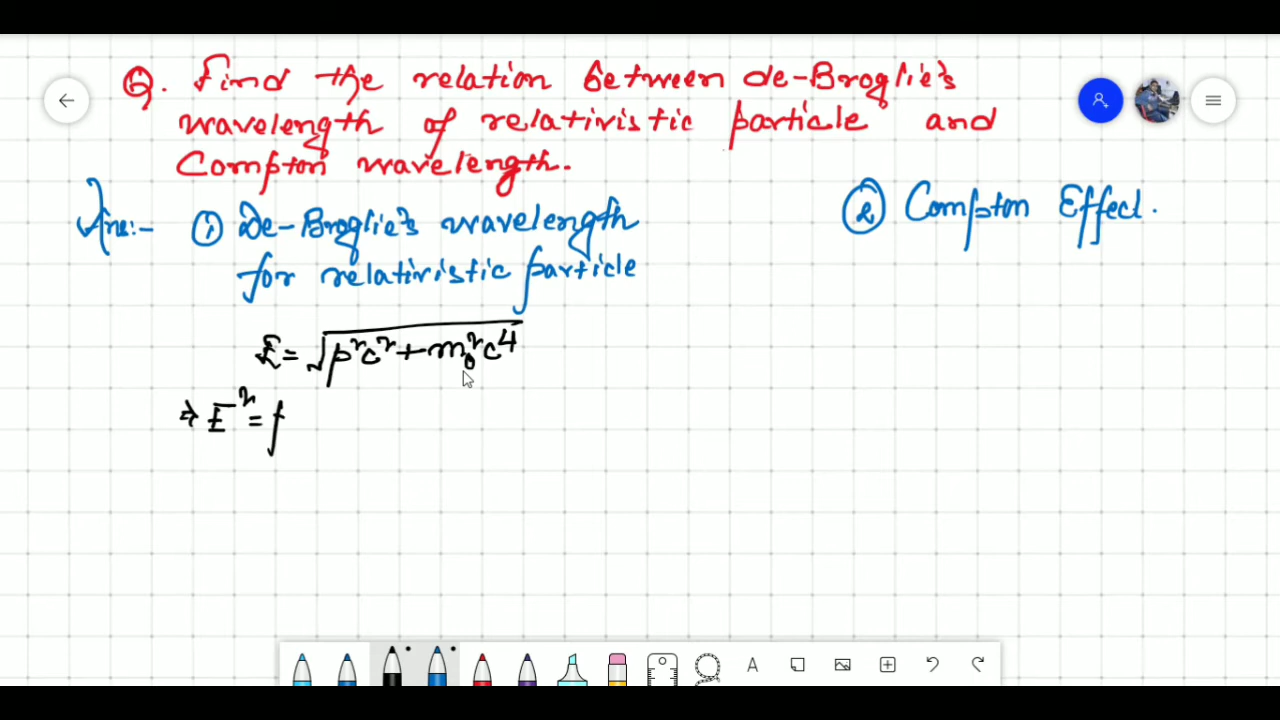 Q. Find the relation between de-Broglie's
wavelength of relativistic particle and
Compton wavelength.
Ans:- ① De-Broglie's wavelength
for relativistic particle
E = √(p²c² + m₀²c⁴)
⇒ E² = p
② Compton Effect.
A